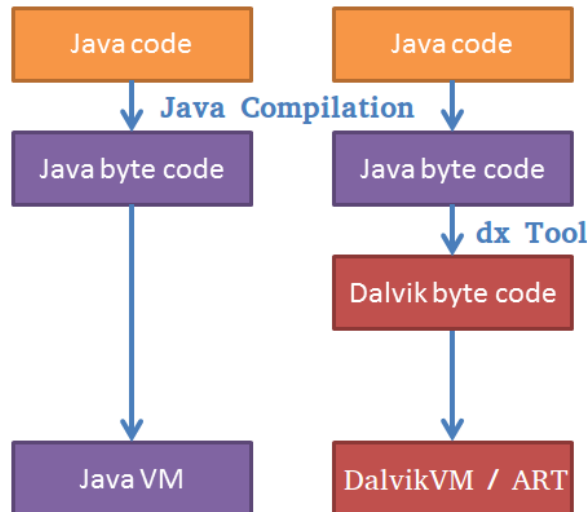 Java code
Java code
Java Compilation
Java byte code
Java byte code
dx Tool
Dalvik byte code
Java VM
DalvikVM / ART